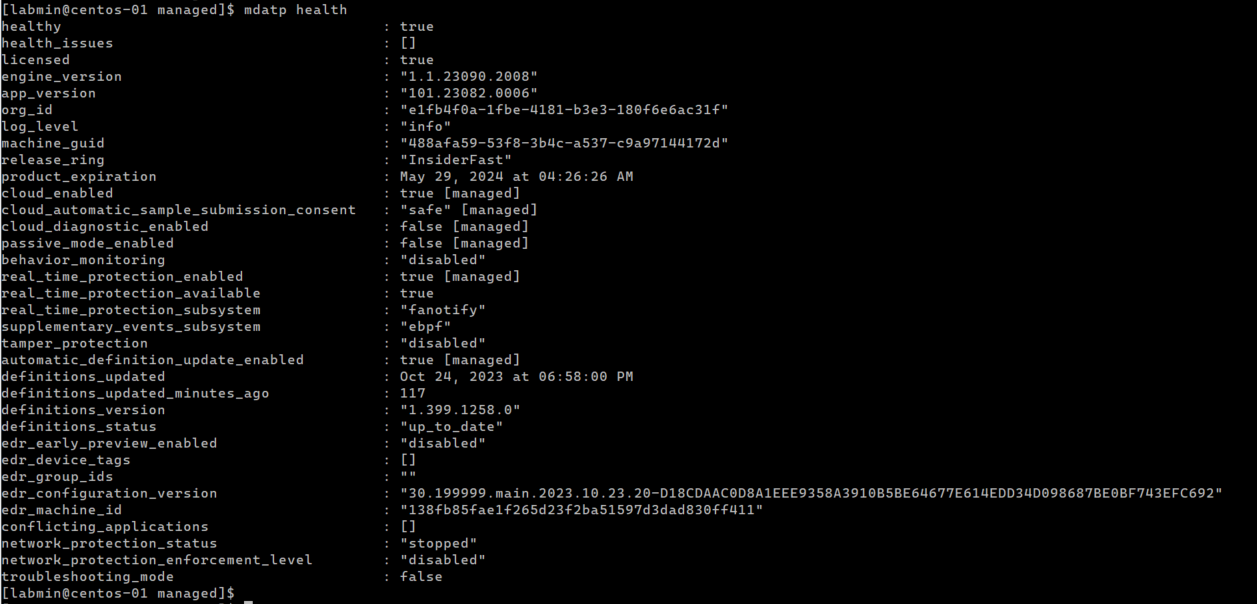 [labmin@centos-01 managed]$ mdatp health
healthy : true
health_issues : []
licensed : true
engine_version : "1.1.23090.2008"
app_version : "101.23082.0006"
org_id : "e1fb4f0a-1fbe-4181-b3e3-180f6e6ac31f"
log_level : "info"
machine_guid : "488afa59-53f8-3b4c-a537-c9a97144172d"
release_ring : "InsiderFast"
product_expiration : May 29, 2024 at 04:26:26 AM
cloud_enabled : true [managed]
cloud_automatic_sample_submission_consent : "safe" [managed]
cloud_diagnostic_enabled : false [managed]
passive_mode_enabled : false [managed]
behavior_monitoring : "disabled"
real_time_protection_enabled : true [managed]
real_time_protection_available : true
real_time_protection_subsystem : "fanotify"
supplementary_events_subsystem : "ebpf"
tamper_protection : "disabled"
automatic_definition_update_enabled : true [managed]
definitions_updated : Oct 24, 2023 at 06:58:00 PM
definitions_updated_minutes_ago : 117
definitions_version : "1.399.1258.0"
definitions_status : "up_to_date"
edr_early_preview_enabled : "disabled"
edr_device_tags : []
edr_group_ids : ""
edr_configuration_version : "30.199999.main.2023.10.23.20-D18CDAAC0D8A1EEE9358A3910B5BE64677E614EDD34D098687BE0BF743EFC692"
edr_machine_id : "138fb85fae1f265d23f2ba51597d3dad830ff411"
conflicting_applications : []
network_protection_status : "stopped"
network_protection_enforcement_level : "disabled"
troubleshooting_mode : false
[labmin@centos-01 managed]$